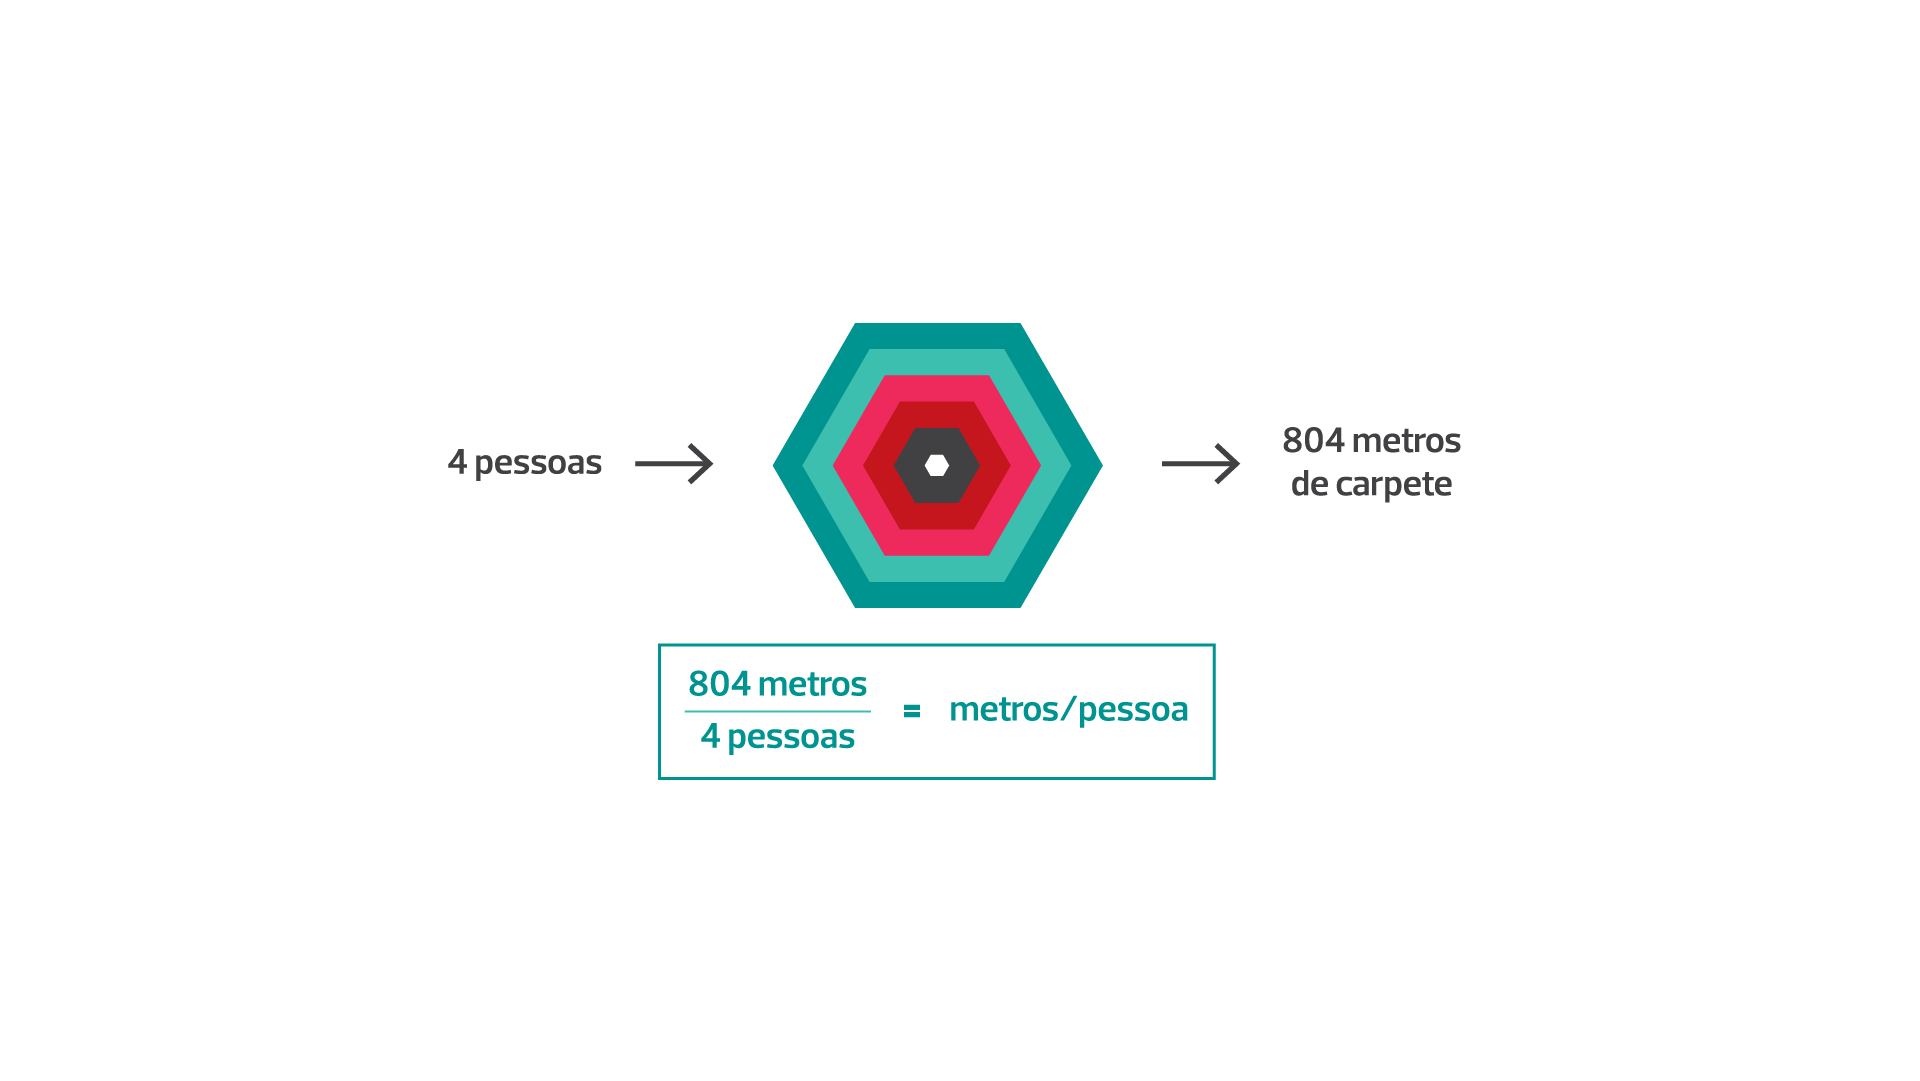 4 pessoas
804 metros
de carpete
804 metros
4 pessoas
= metros/pessoa